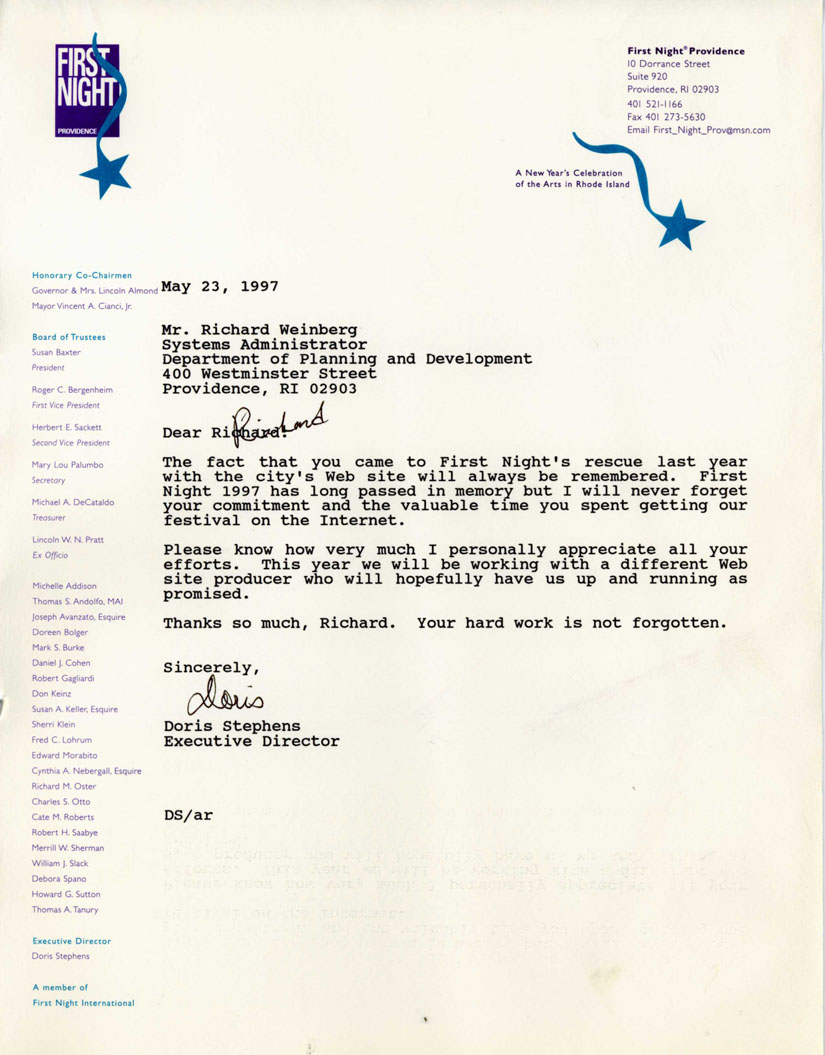 FIRST
NIGHT
PROVIDENCE
First Night® Providence
10 Dorrance Street
Suite 920
Providence, RI 02903
401 521-1166
Fax 401 273-5630
Email First_Night_Prov@msn.com
A New Year's Celebration
of the Arts in Rhode Island
Honorary Co-Chairmen
Governor & Mrs. Lincoln Almond
Mayor Vincent A. Cianci, Jr.
Board of Trustees
Susan Baxter
President
Roger C. Bergenheim
First Vice President
Herbert E. Sackett
Second Vice President
Mary Lou Palumbo
Secretary
Michael A. DeCataldo
Treasurer
Lincoln W. N. Pratt
Ex Officio
Michelle Addison
Thomas S. Andolfo, MAI
Joseph Avanzato, Esquire
Doreen Bolger
Mark S. Burke
Daniel J. Cohen
Robert Gagliardi
Don Keinz
Susan A. Keller, Esquire
Sherri Klein
Fred C. Lohrum
Edward Morabito
Cynthia A. Nebergall, Esquire
Richard M. Oster
Charles S. Otto
Cate M. Roberts
Robert H. Saabye
Merrill W. Sherman
William J. Slack
Debora Spano
Howard G. Sutton
Thomas A. Tanury
Executive Director
Doris Stephens
A member of
First Night International
May 23, 1997
Mr. Richard Weinberg
Systems Administrator
Department of Planning and Development
400 Westminster Street
Providence, RI 02903
Dear Richard:
Richard
The fact that you came to First Night's rescue last year
with the city's Web site will always be remembered. First
Night 1997 has long passed in memory but I will never forget
your commitment and the valuable time you spent getting our
festival on the Internet.
Please know how very much I personally appreciate all your
efforts. This year we will be working with a different Web
site producer who will hopefully have us up and running as
promised.
Thanks so much, Richard. Your hard work is not forgotten.
Sincerely,
Doris
Doris Stephens
Executive Director
DS/ar